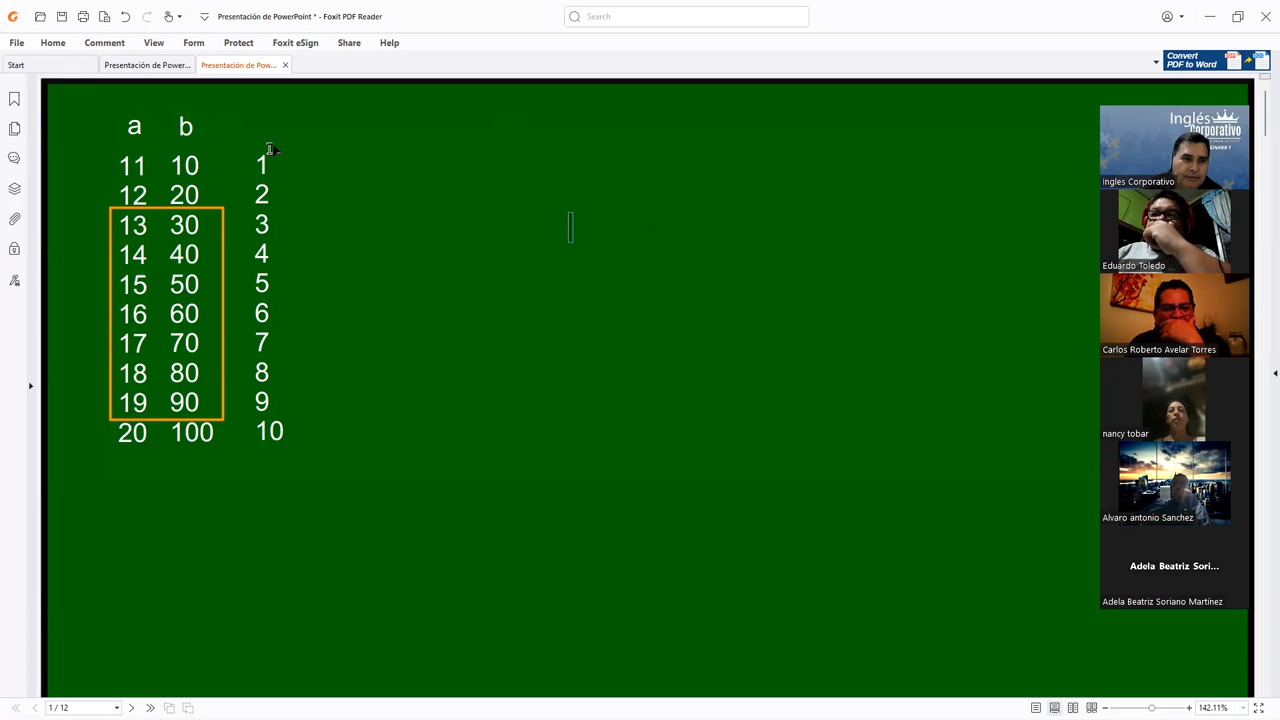 Presentación de PowerPoint * - Foxit PDF Reader
Search
File Home Comment View Form Protect Foxit eSign Share Help
Start
Presentación de Power...
Presentación de Pow...
Convert
PDF to Word
a b
11 10 1
12 20 2
13 30 3
14 40 4
15 50 5
16 60 6
17 70 7
18 80 8
19 90 9
20 100 10
Inglés
Corporativo
Ingles Corporativo
Eduardo Toledo
Carlos Roberto Avelar Torres
nancy tobar
Alvaro antonio Sanchez
Adela Beatriz Sori...
Adela Beatriz Soriano Martínez
1 / 12
142.11%